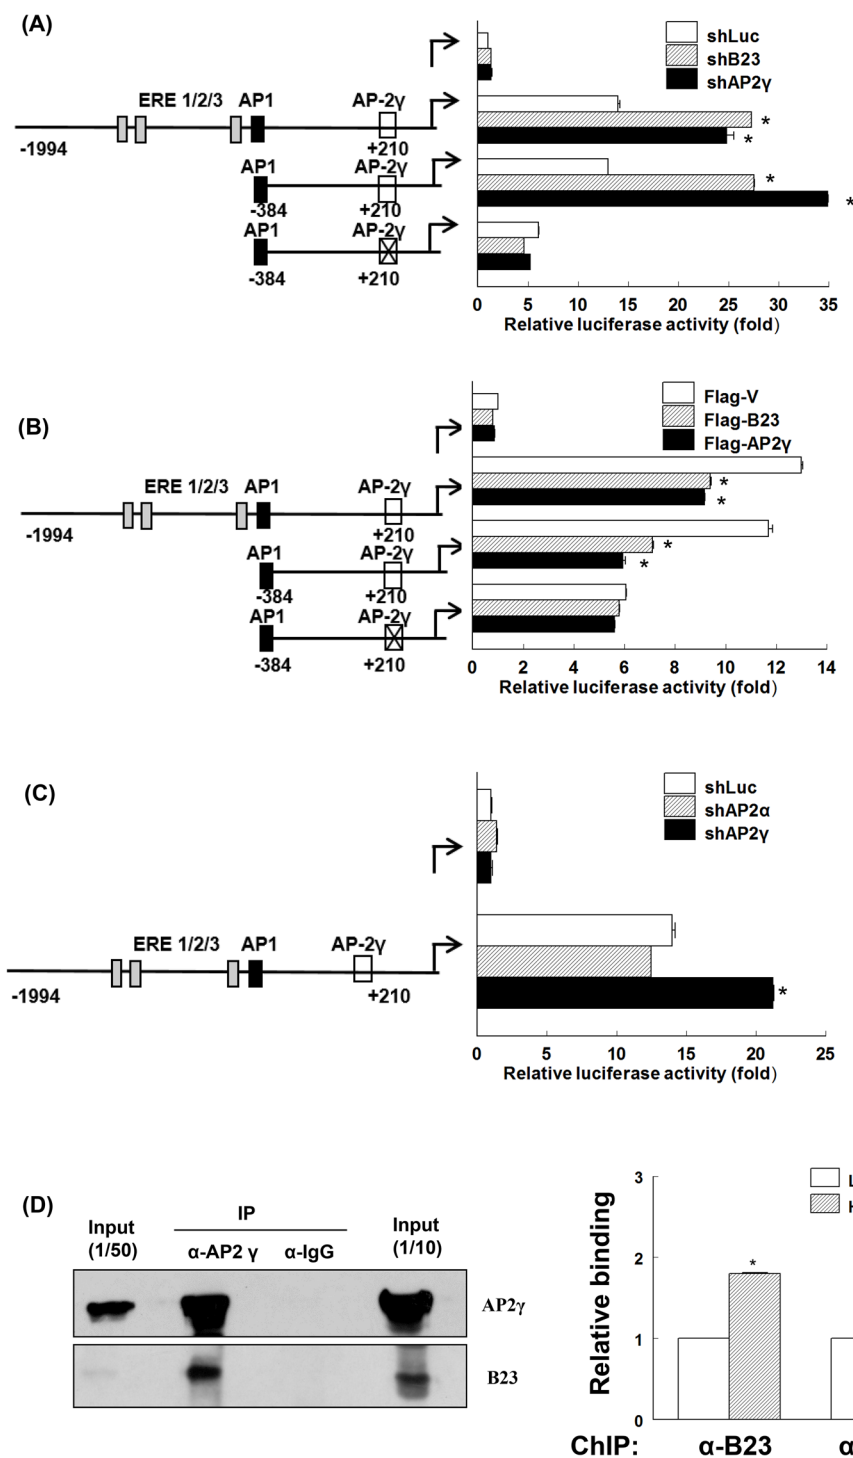 (A)
shLuc
shB23
shAP2γ
ERE 1/2/3 AP1 AP-2γ
-1994 +210
*
*
AP1 AP-2γ
-384 +210
*
*
AP1 AP-2γ
-384 +210
0 5 10 15 20 25 30 35
Relative luciferase activity (fold)
(B)
Flag-V
Flag-B23
Flag-AP2γ
ERE 1/2/3 AP1 AP-2γ
-1994 +210
*
*
AP1 AP-2γ
-384 +210
*
*
AP1 AP-2γ
-384 +210
0 2 4 6 8 10 12 14
Relative luciferase activity (fold)
(C)
shLuc
shAP2α
shAP2γ
ERE 1/2/3 AP1 AP-2γ
-1994 +210
*
0 5 10 15 20 25
Relative luciferase activity (fold)
(D)
Input
(1/50)
IP
α-AP2 γ α-IgG
Input
(1/10)
AP2γ
B23
Relative binding
3
2
1
0
*
L
H
ChIP: α-B23 α